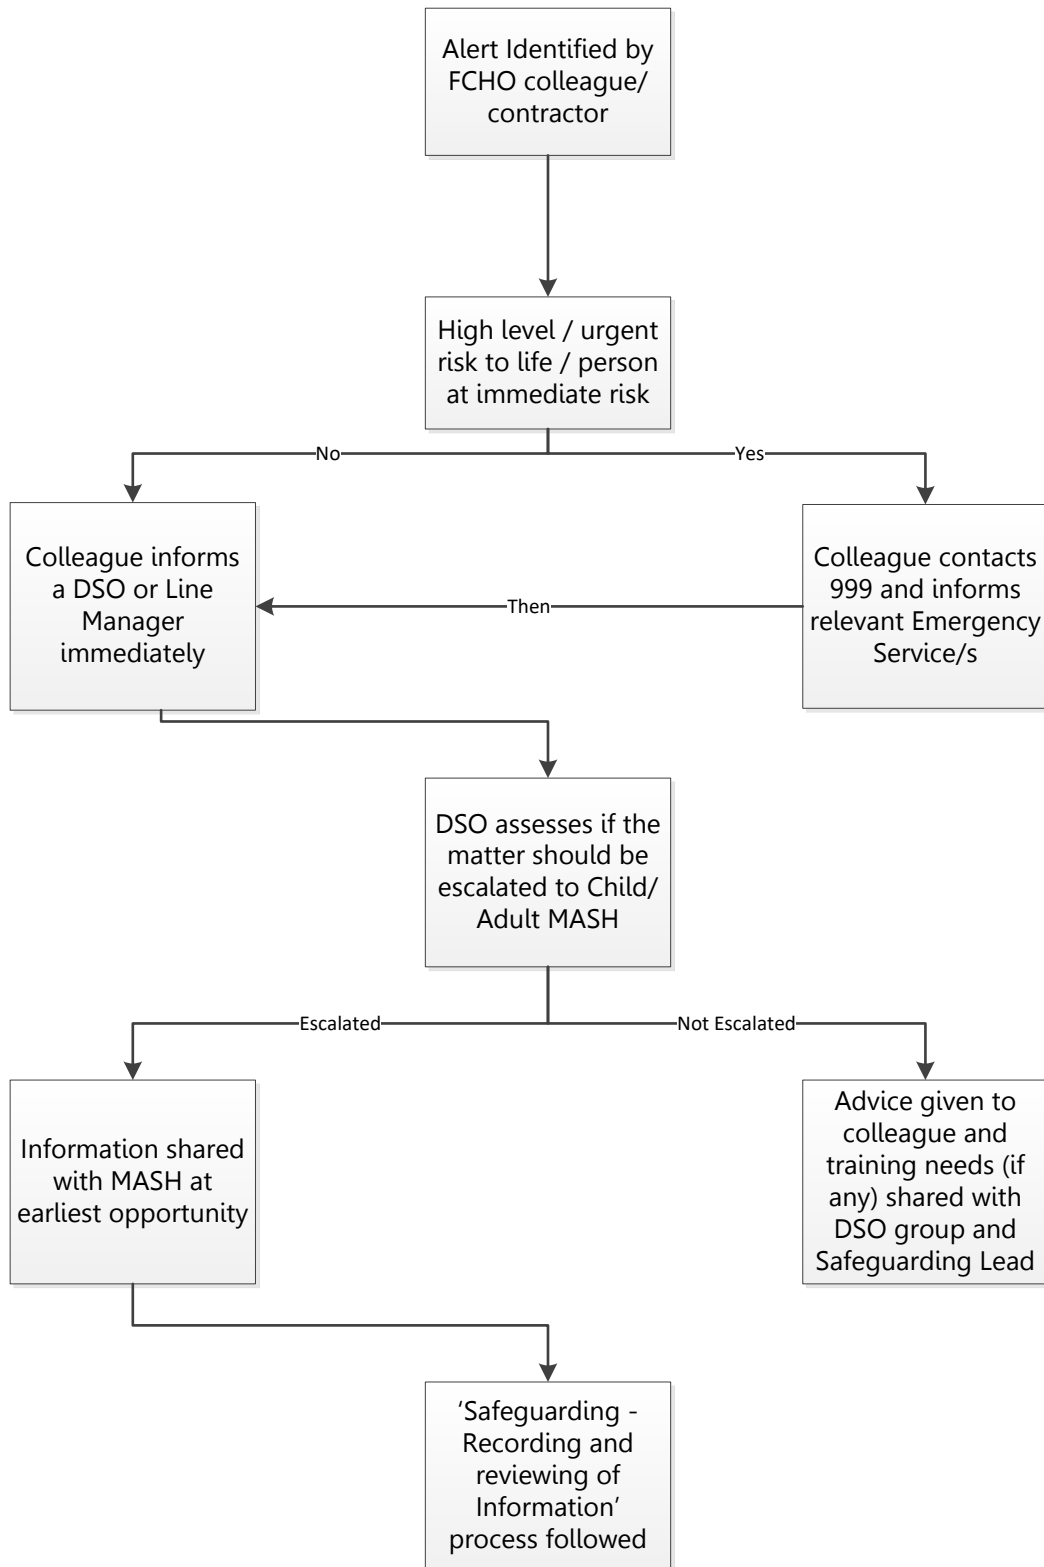 Alert Identified by
FCHO colleague/
contractor
High level / urgent
risk to life / person
at immediate risk
No
Yes
Colleague informs
a DSO or Line
Manager
immediately
Then
Colleague contacts
999 and informs
relevant Emergency
Service/s
DSO assesses if the
matter should be
escalated to Child/
Adult MASH
Escalated
Not Escalated
Information shared
with MASH at
earliest opportunity
Advice given to
colleague and
training needs (if
any) shared with
DSO group and
Safeguarding Lead
‘Safeguarding -
Recording and
reviewing of
Information’
process followed